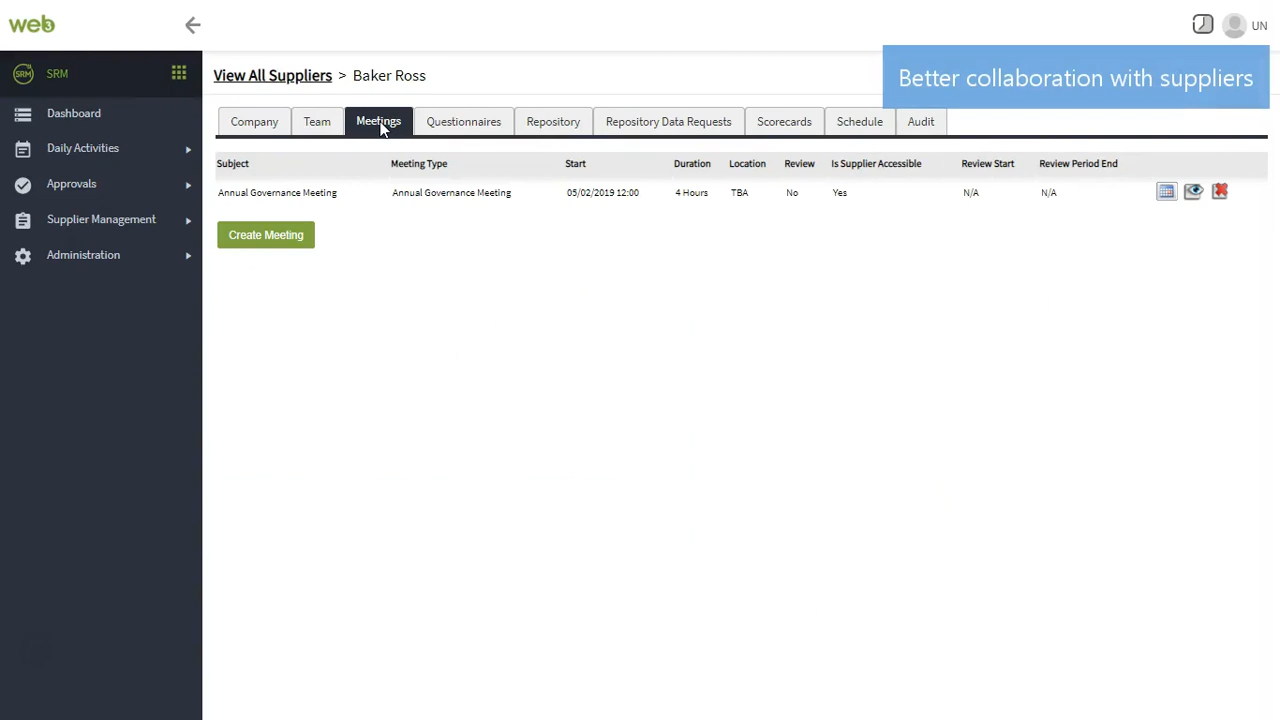 web3
UN
SRM SRM
View All Suppliers > Baker Ross
Better collaboration with suppliers
Dashboard
Daily Activities
Approvals
Supplier Management
Administration
Company Team Meetings Questionnaires Repository Repository Data Requests Scorecards Schedule Audit
Subject Meeting Type Start Duration Location Review Is Supplier Accessible Review Start Review Period End
Annual Governance Meeting Annual Governance Meeting 05/02/2019 12:00 4 Hours TBA No Yes N/A N/A
Create Meeting